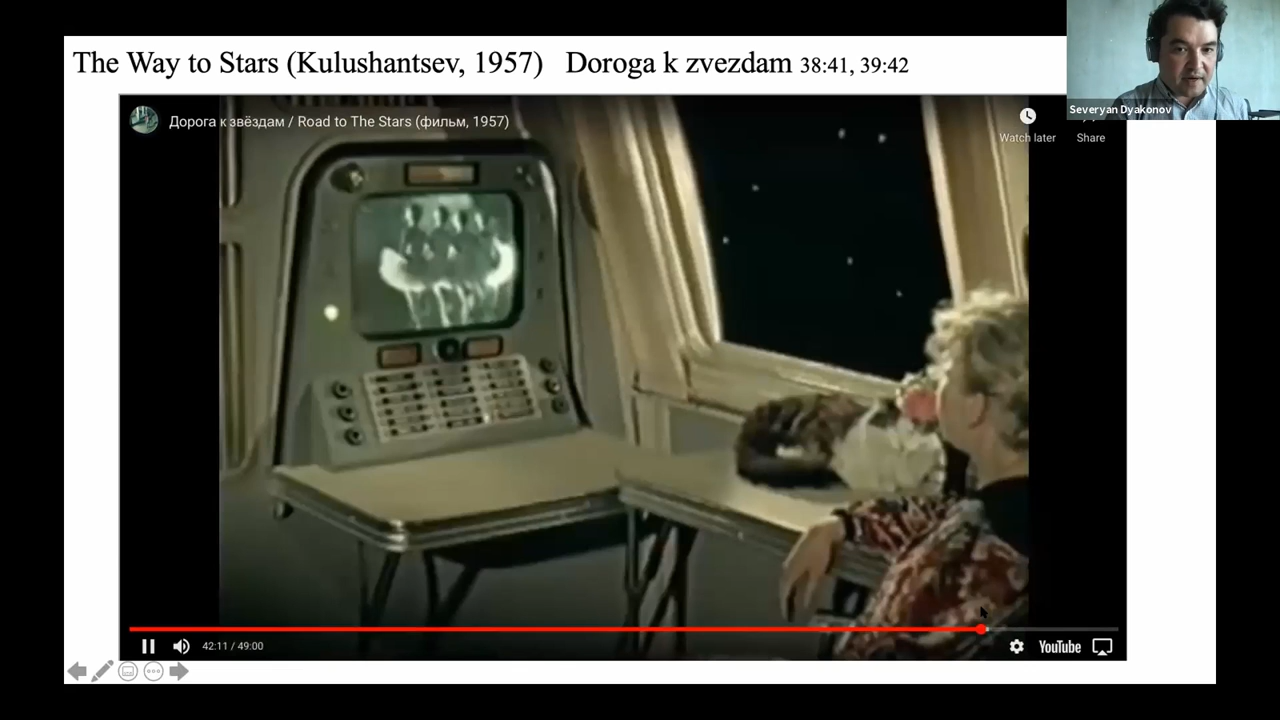 The Way to Stars (Kulushantsev, 1957) Doroga k zvezdam 38:41, 39:42
Severyan Dyakonov
Дорога к звёздам / Road to The Stars (фильм, 1957)
Watch later
Share
42:11 / 49:00
YouTube